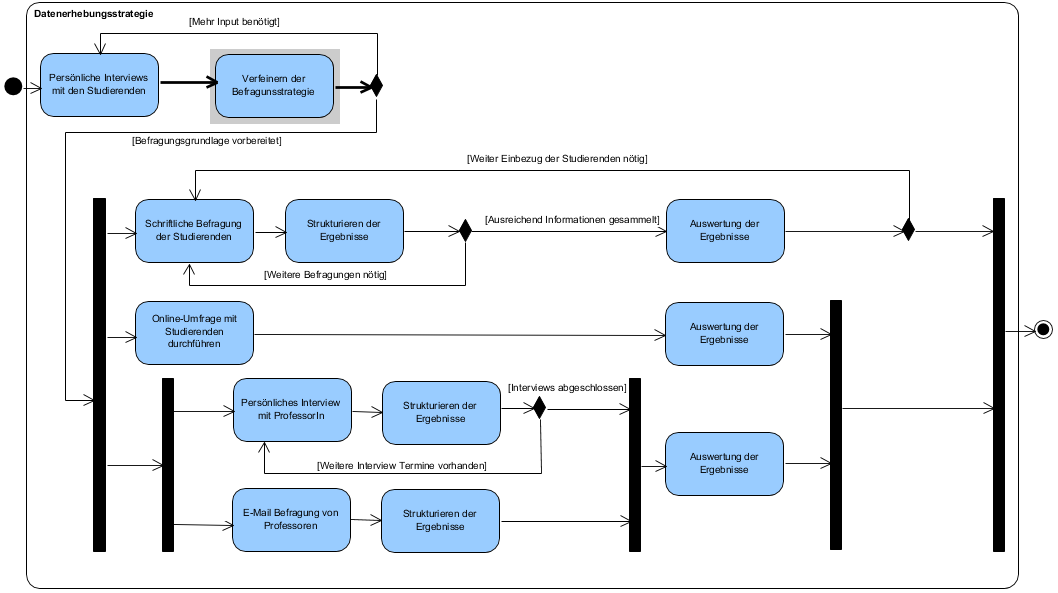 Datenerhebungsstrategie
[Mehr Input benötigt]
Persönliche Interviews
mit den Studierenden
Verfeinern der
Befragunsstrategie
[Befragungsgrundlage vorbereitet]
[Weiter Einbezug der Studierenden nötig]
Schriftliche Befragung
der Studierenden
Strukturieren der
Ergebnisse
[Ausreichend Informationen gesammelt]
Auswertung der
Ergebnisse
[Weitere Befragungen nötig]
Online-Umfrage mit
Studierenden
durchführen
Auswertung der
Ergebnisse
Persönliches Interview
mit ProfessorIn
Strukturieren der
Ergebnisse
[Interviews abgeschlossen]
[Weitere Interview Termine vorhanden]
Auswertung der
Ergebnisse
E-Mail Befragung von
Professoren
Strukturieren der
Ergebnisse